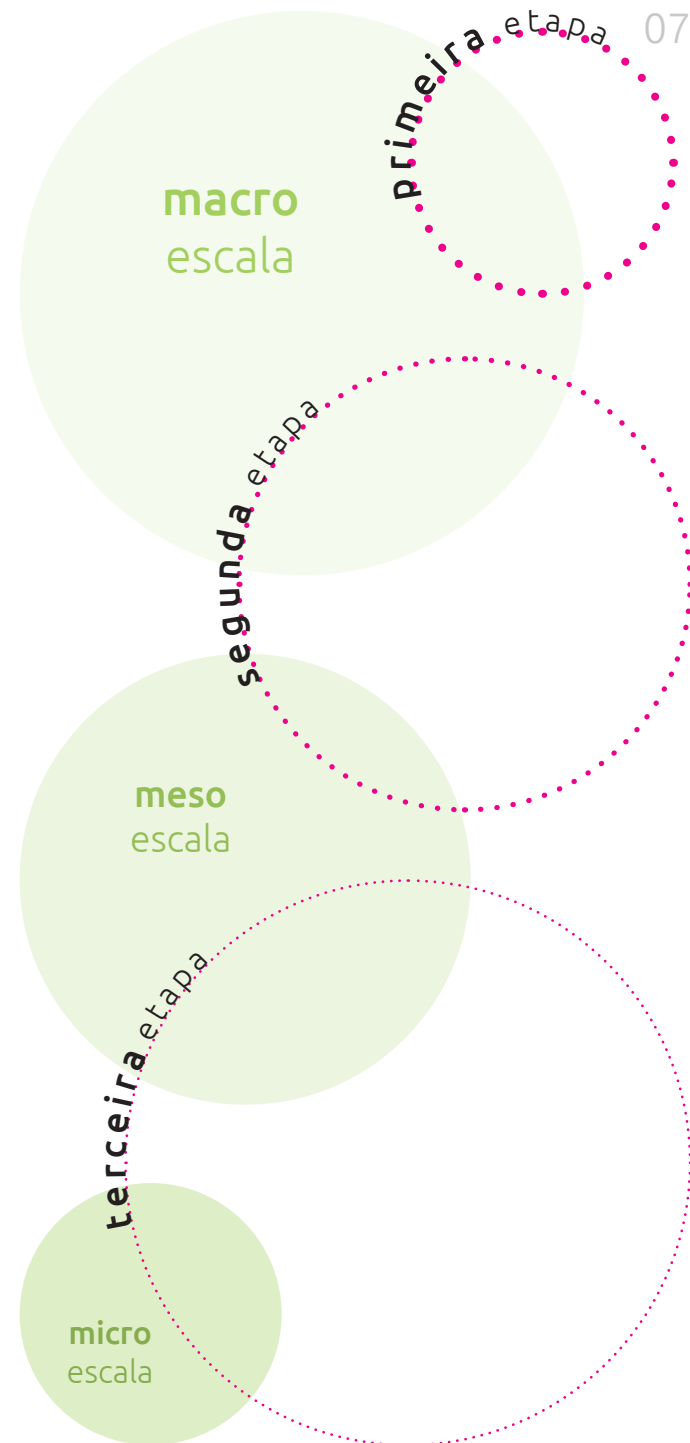 07
primeira etapa
macro
escala
segunda etapa
meso
escala
terceira etapa
micro
escala